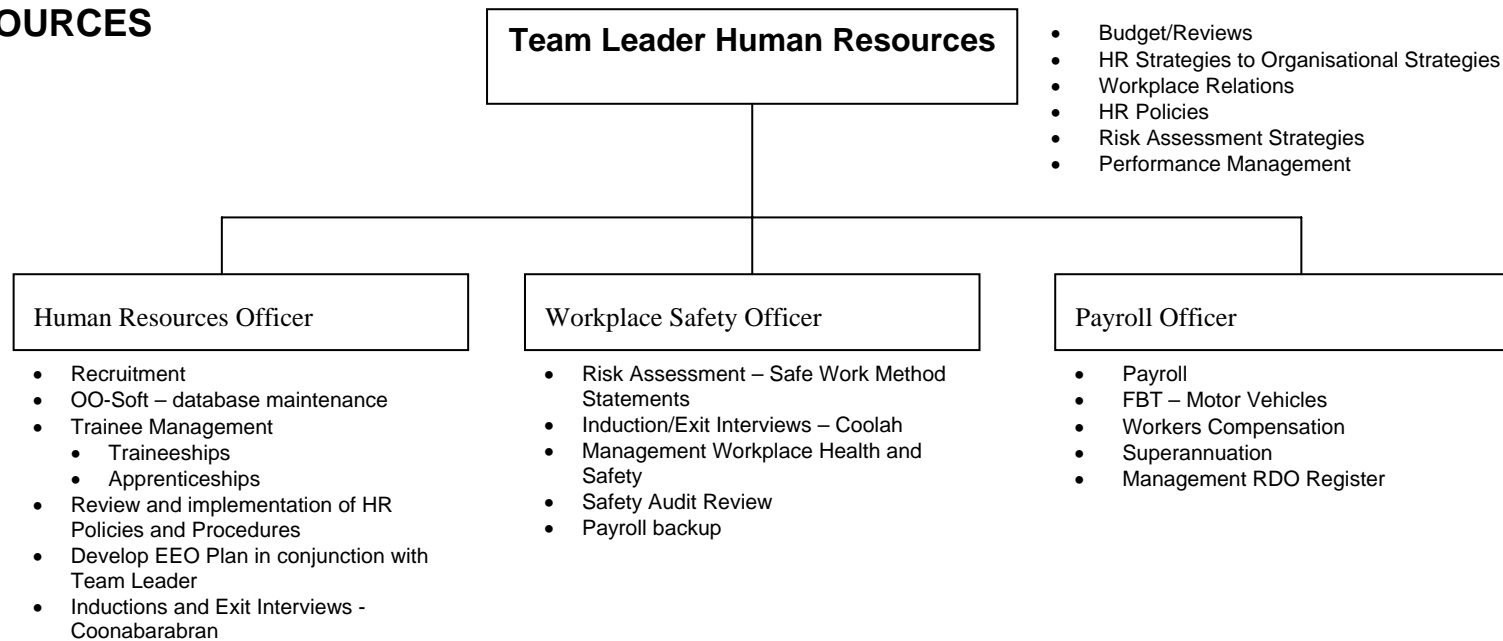 OURCES
Team Leader Human Resources
• Budget/Reviews
• HR Strategies to Organisational Strategies
• Workplace Relations
• HR Policies
• Risk Assessment Strategies
• Performance Management
Human Resources Officer
• Recruitment
• OO-Soft – database maintenance
• Trainee Management
• Traineeships
• Apprenticeships
• Review and implementation of HR
Policies and Procedures
• Develop EEO Plan in conjunction with
Team Leader
• Inductions and Exit Interviews -
Coonabarabran
Workplace Safety Officer
• Risk Assessment – Safe Work Method
Statements
• Induction/Exit Interviews – Coolah
• Management Workplace Health and
Safety
• Safety Audit Review
• Payroll backup
Payroll Officer
• Payroll
• FBT – Motor Vehicles
• Workers Compensation
• Superannuation
• Management RDO Register